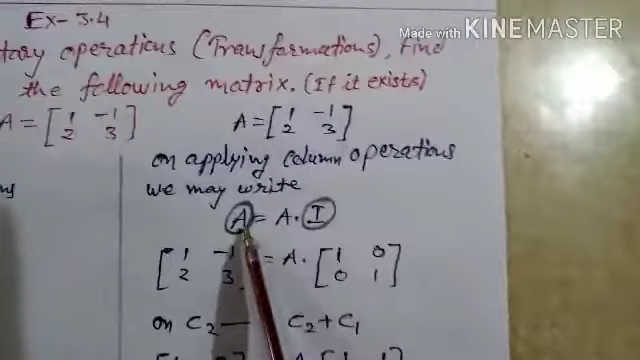 Ex-3.4
Made with KINEMASTER
tary operations (Transformations), Find
the following matrix. (If it exists)
A = [1 -1
2 3]
A = [1 -1
2 3]
on applying column operations
we may write
A = A. I
[1 -1
2 3] = A. [1 0
0 1]
on C2 — C2 + C1